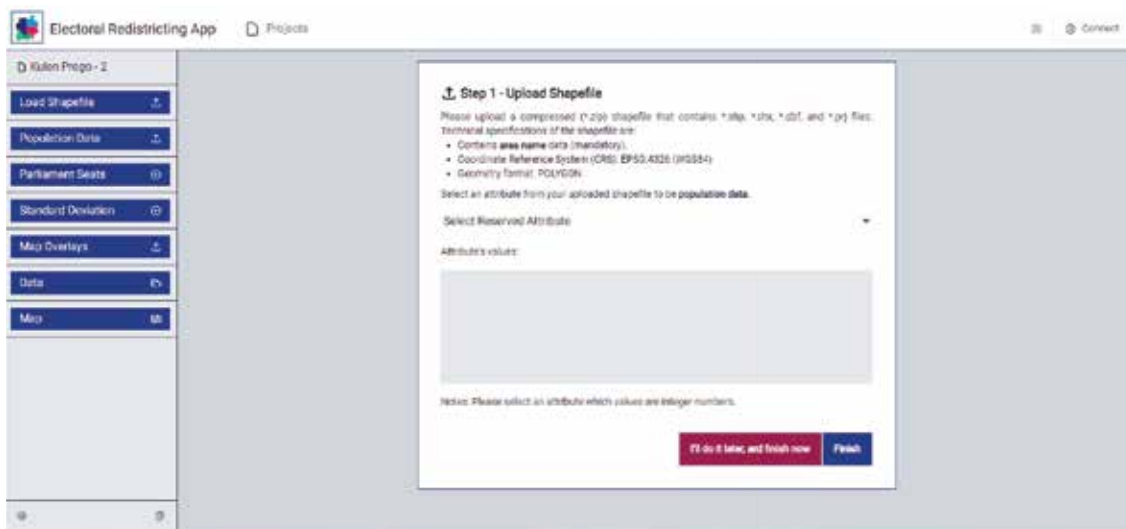 Electoral Redistricting App
Projects
Connect
Kulon Progo - 2
Load Shapefile
Population Data
Parliament Seats
Standard Deviation
Map Overlays
Data
Map
Step 1 - Upload Shapefile
Please upload a compressed (*.zip) shapefile that contains *.shp, *.shx, *.dbf, and *.prj files.
Technical specifications of the shapefile are:
• Contains area name data (mandatory).
• Coordinate Reference System (CRS): EPSG:4326 (WGS84)
• Geometry format: POLYGON
Select an attribute from your uploaded shapefile to be population data.
Select Reserved Attribute
Attribute's values:
Notes: Please select an attribute which values are integer numbers.
I'll do it later, and finish now
Finish